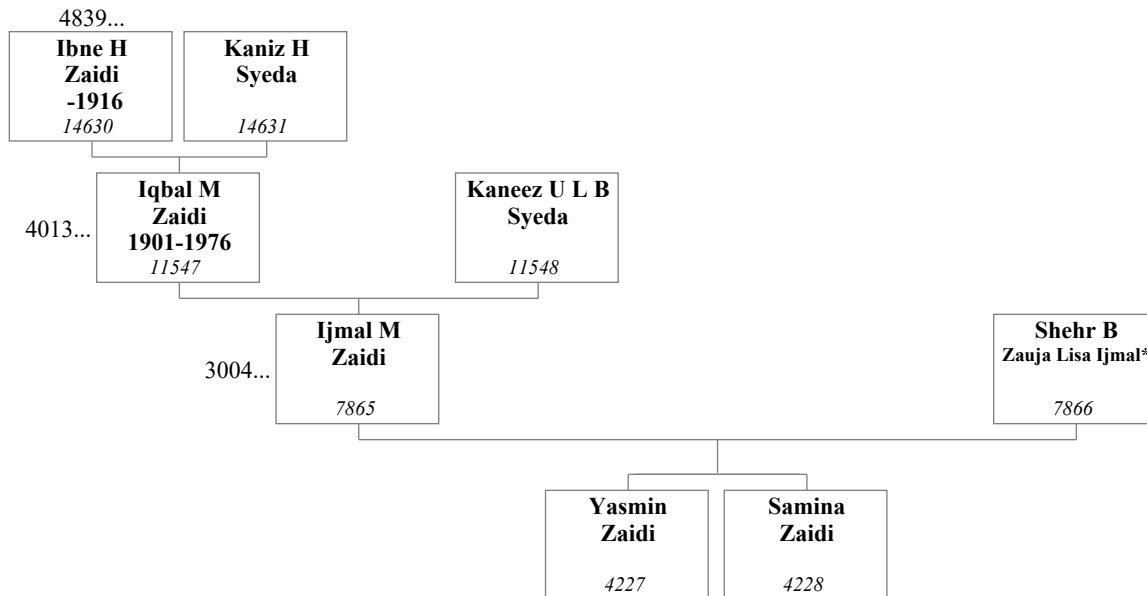 4839...
Ibne H
Zaidi
-1916
14630
Kaniz H
Syeda
14631
4013...
Iqbal M
Zaidi
1901-1976
11547
Kaneez U L B
Syeda
11548
3004...
Ijmal M
Zaidi
7865
Shehr B
Zauja Lisa Ijmal*
7866
Yasmin
Zaidi
4227
Samina
Zaidi
4228